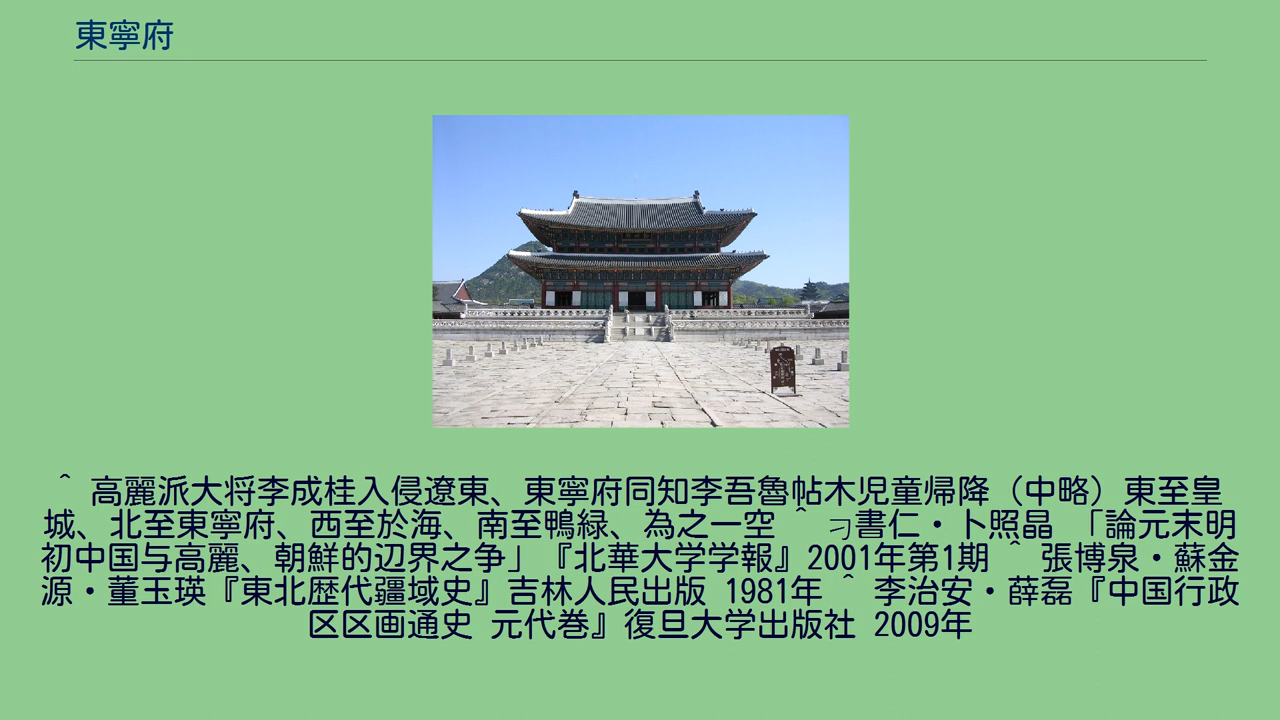 東寧府
^ 高麗派大将李成桂入侵遼東、東寧府同知李吾魯帖木児童帰降（中略）東至皇
城、北至東寧府、西至於海、南至鴨緑、為之一空 ^ 刁書仁・卜照晶 「論元末明
初中国与高麗、朝鮮的辺界之争」『北華大学学報』2001年第1期 ^ 張博泉・蘇金
源・董玉瑛『東北歴代疆域史』吉林人民出版 1981年 ^ 李治安・薛磊『中国行政
区区画通史 元代巻』復旦大学出版社 2009年